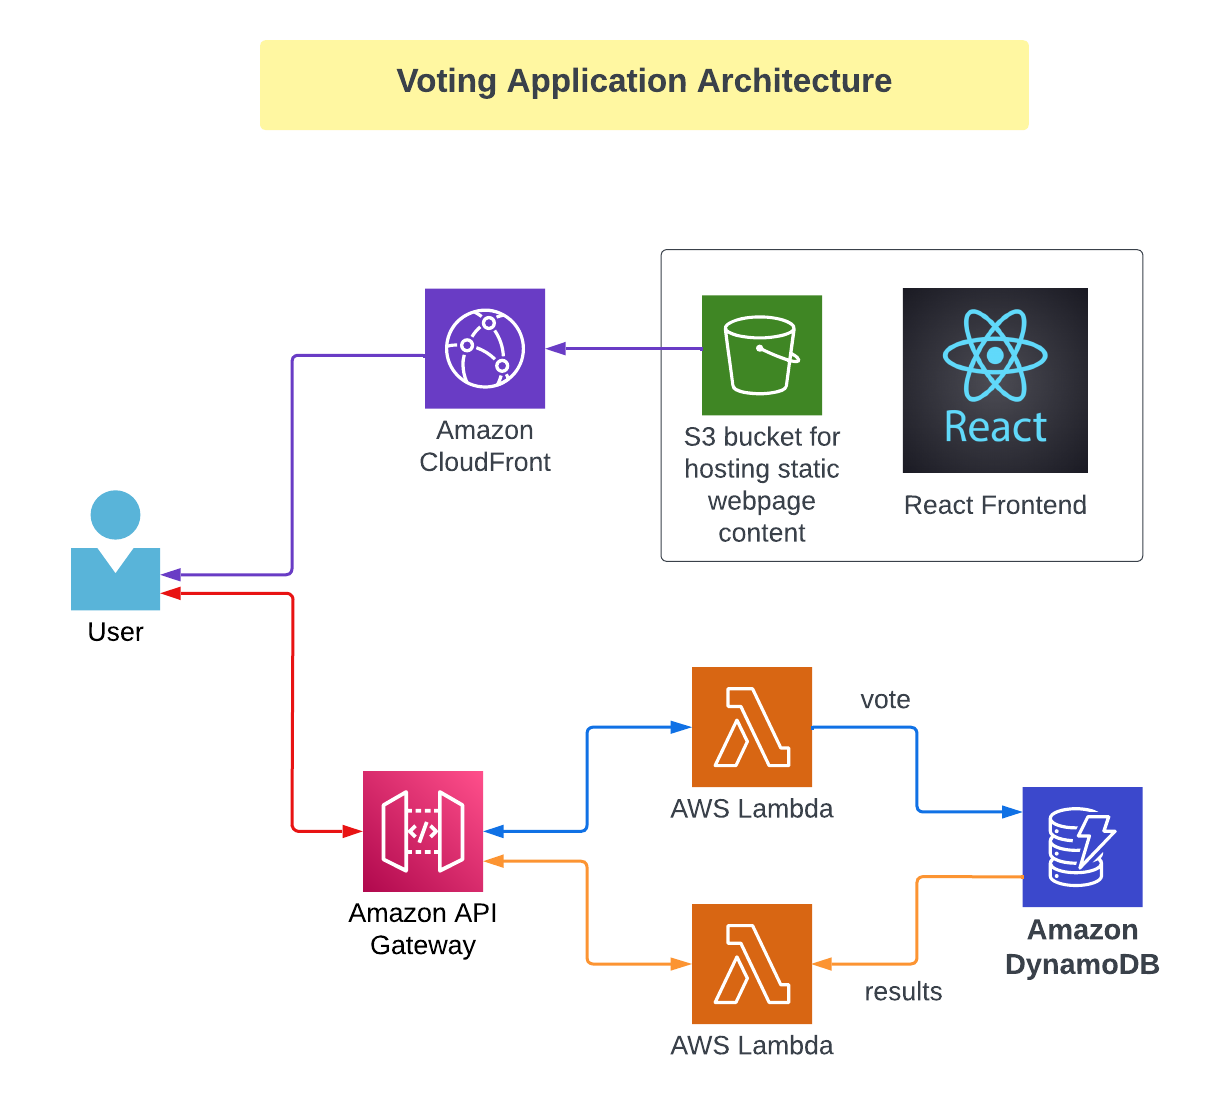 Voting Application Architecture
React
Amazon
CloudFront
S3 bucket for
hosting static
webpage
content
React Frontend
User
vote
AWS Lambda
Amazon API
Gateway
Amazon
DynamoDB
results
AWS Lambda